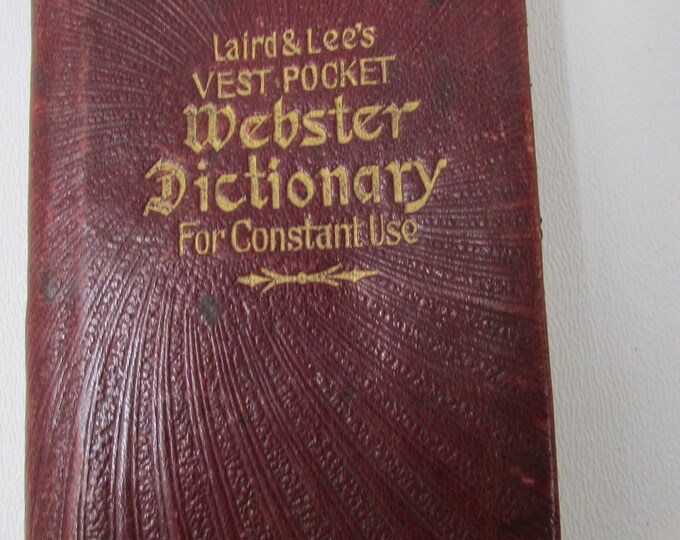 Laird & Lee's
VEST POCKET
Webster
Dictionary
For Constant Use